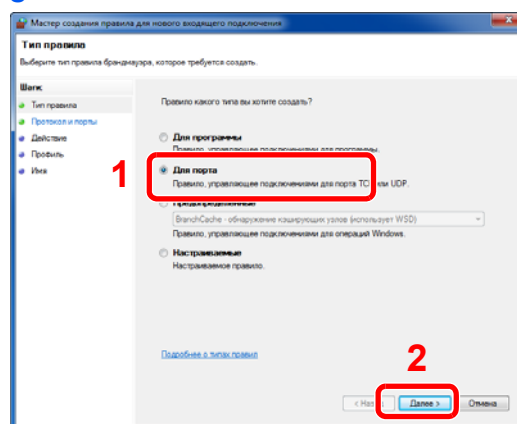 Мастер создания правила для нового входящего подключения
Тип правила
Выберите тип правила брандмауэра, которое требуется создать.
Шаги:
Тип правила
Протокол и порты
Действие
Профиль
Имя
Правило какого типа вы хотите создать?
Для программы
Правило, управляющее подключениями для программы.
1
Для порта
Правило, управляющее подключениями для порта TCP или UDP.
Предопределенные
BranchCache - обнаружение кэширующих узлов (использует WSD)
Правило, управляющее подключениями для операций Windows.
Настраиваемые
Настраиваемое правило.
Подробнее о типах правил
2
< Назад
Далее >
Отмена